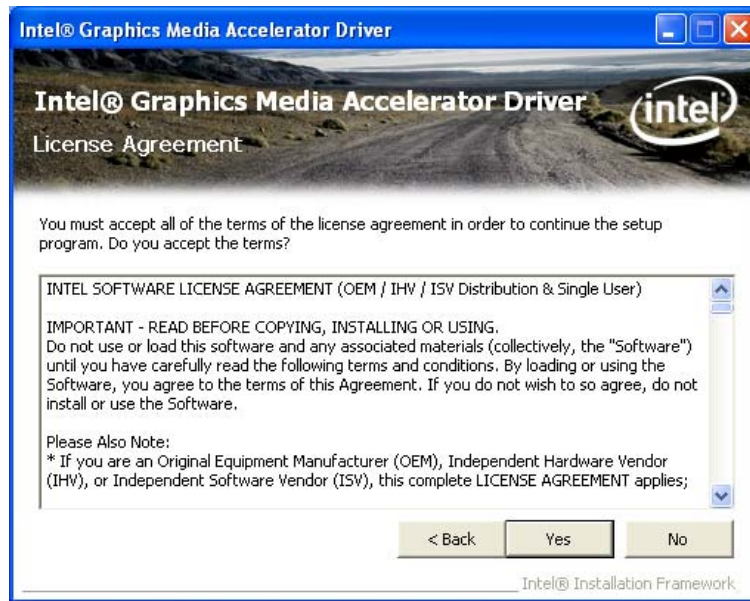 Intel® Graphics Media Accelerator Driver
Intel® Graphics Media Accelerator Driver
intel
License Agreement
You must accept all of the terms of the license agreement in order to continue the setup
program. Do you accept the terms?
INTEL SOFTWARE LICENSE AGREEMENT (OEM / IHV / ISV Distribution & Single User)
IMPORTANT - READ BEFORE COPYING, INSTALLING OR USING.
Do not use or load this software and any associated materials (collectively, the "Software")
until you have carefully read the following terms and conditions. By loading or using the
Software, you agree to the terms of this Agreement. If you do not wish to so agree, do not
install or use the Software.
Please Also Note:
* If you are an Original Equipment Manufacturer (OEM), Independent Hardware Vendor
(IHV), or Independent Software Vendor (ISV), this complete LICENSE AGREEMENT applies;
< Back Yes No
Intel® Installation Framework